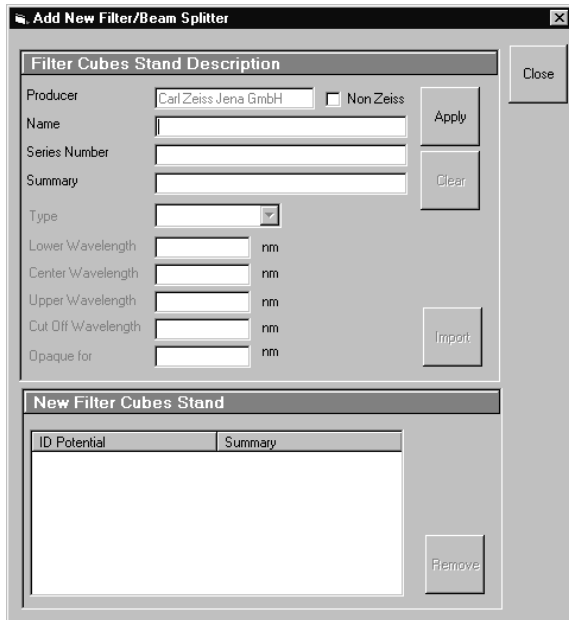 Add New Filter/Beam Splitter
Filter Cubes Stand Description
Close
Producer Carl Zeiss Jena GmbH Non Zeiss
Apply
Name
Series Number
Summary
Clear
Type
Lower Wavelength nm
Center Wavelength nm
Upper Wavelength nm
Cut Off Wavelength nm
Import
Opaque for nm
New Filter Cubes Stand
ID Potential Summary
Remove